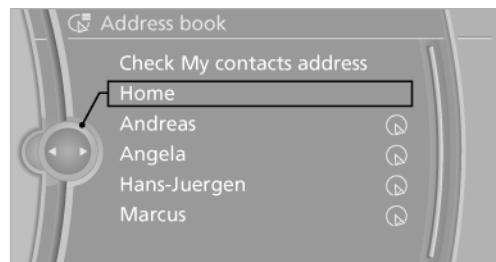 Address book
Check My contacts address
Home
Andreas
Angela
Hans-Juergen
Marcus